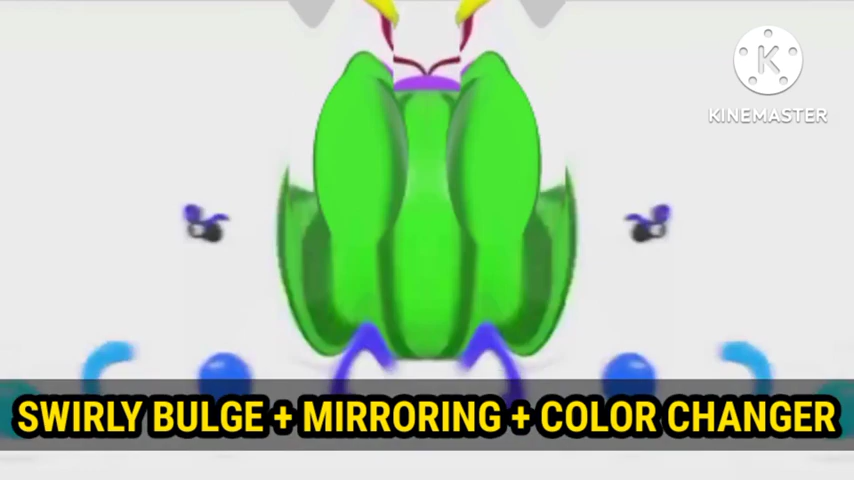 K
KINEMASTER
SWIRLY BULGE + MIRRORING + COLOR CHANGER